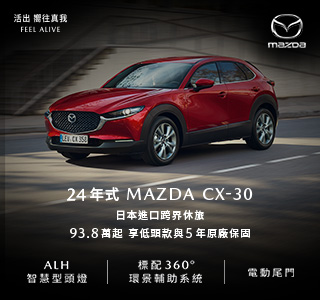 活出 嚮往真我
FEEL ALIVE
mazda
LEV.CX 350
24年式 MAZDA CX-30
日本進口跨界休旅
93.8萬起 享低頭款與5年原廠保固
ALH
智慧型頭燈
標配360°
環景輔助系統
電動尾門